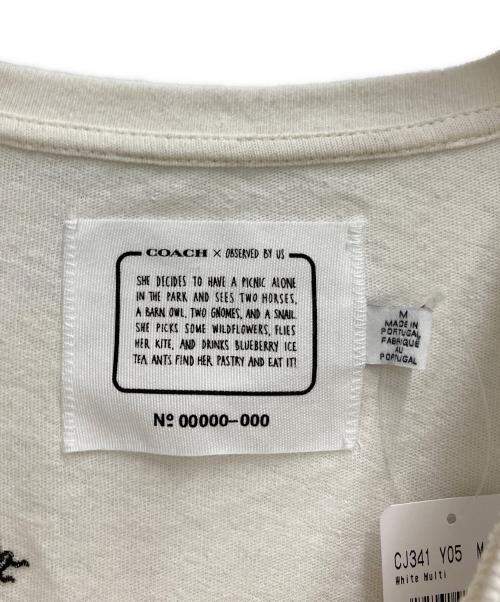 COACH × OBSERVED BY US
SHE DECIDES TO HAVE A PICNIC ALONE
IN THE PARK AND SEES TWO HORSES,
A BARN OWL, TWO GNOMES, AND A SNAIL.
SHE PICKS SOME WILDFLOWERS, FLIES
HER KITE, AND DRINKS BLUEBERRY ICE
TEA. ANTS FIND HER PASTRY AND EAT IT!
Nº 00000-000
M
MADE IN
PORTUGAL
FABRIQUÉ
AU
PORTUGAL
CJ341 Y05 M
White Multi